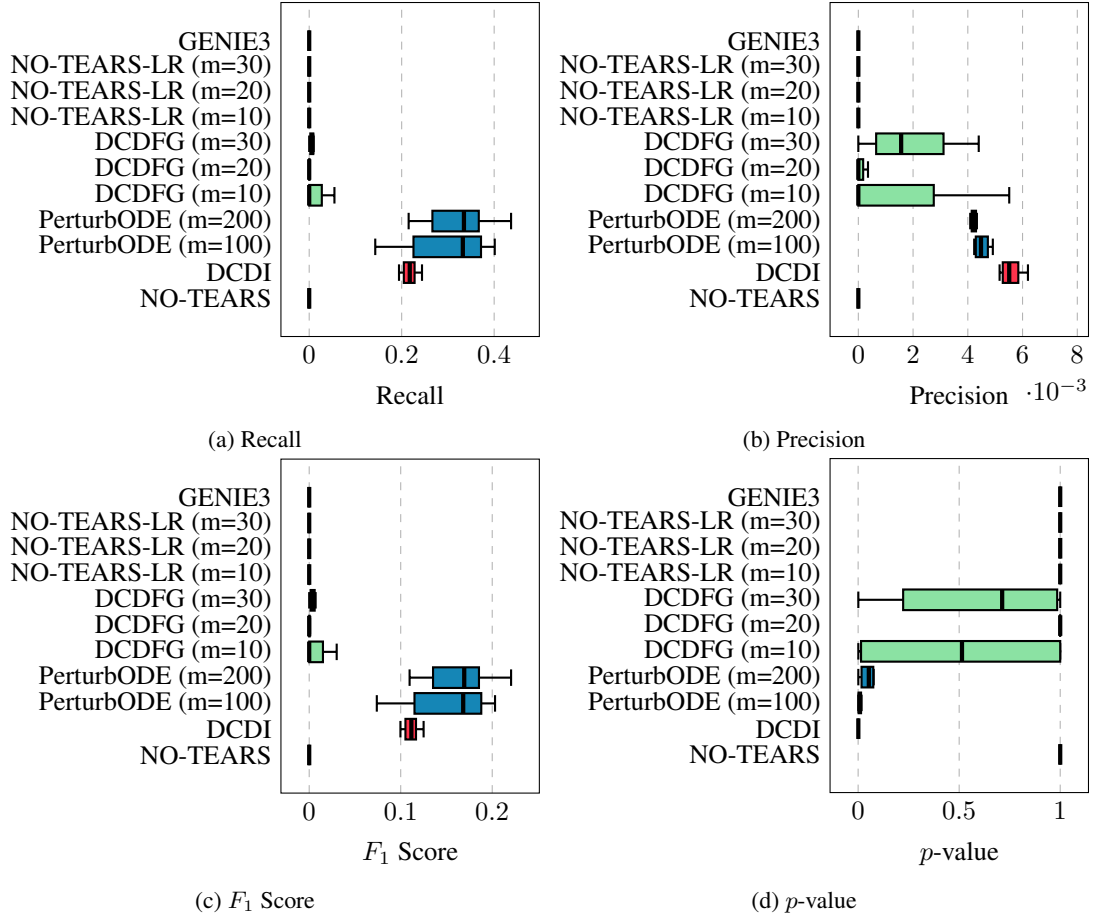 GENIE3
NO-TEARS-LR (m=30)
NO-TEARS-LR (m=20)
NO-TEARS-LR (m=10)
DCDFG (m=30)
DCDFG (m=20)
DCDFG (m=10)
PerturbODE (m=200)
PerturbODE (m=100)
DCDI
NO-TEARS
0 0.2 0.4
Recall
(a) Recall
GENIE3
NO-TEARS-LR (m=30)
NO-TEARS-LR (m=20)
NO-TEARS-LR (m=10)
DCDFG (m=30)
DCDFG (m=20)
DCDFG (m=10)
PerturbODE (m=200)
PerturbODE (m=100)
DCDI
NO-TEARS
0 2 4 6 8
Precision ·10⁻³
(b) Precision
GENIE3
NO-TEARS-LR (m=30)
NO-TEARS-LR (m=20)
NO-TEARS-LR (m=10)
DCDFG (m=30)
DCDFG (m=20)
DCDFG (m=10)
PerturbODE (m=200)
PerturbODE (m=100)
DCDI
NO-TEARS
0 0.1 0.2
F₁ Score
(c) F₁ Score
GENIE3
NO-TEARS-LR (m=30)
NO-TEARS-LR (m=20)
NO-TEARS-LR (m=10)
DCDFG (m=30)
DCDFG (m=20)
DCDFG (m=10)
PerturbODE (m=200)
PerturbODE (m=100)
DCDI
NO-TEARS
0 0.5 1
p-value
(d) p-value